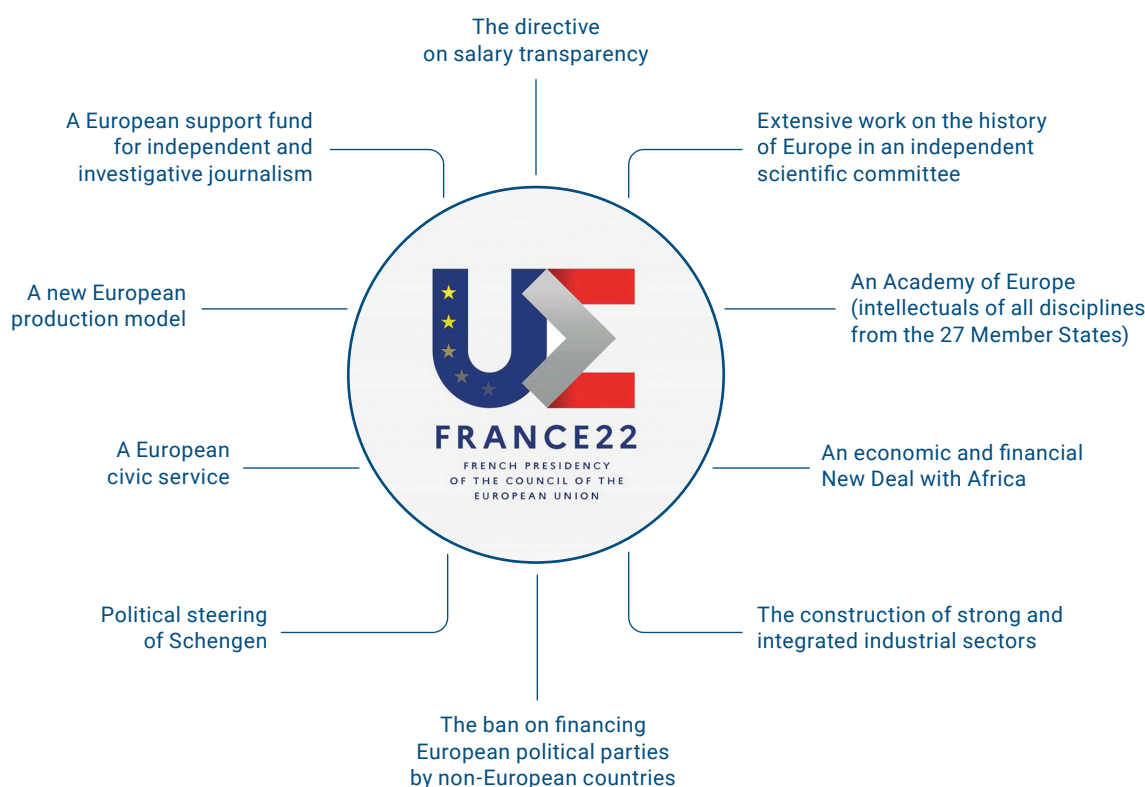 The directive
on salary transparency
A European support fund
for independent and
investigative journalism
Extensive work on the history
of Europe in an independent
scientific committee
A new European
production model
An Academy of Europe
(intellectuals of all disciplines
from the 27 Member States)
UE
FRANCE22
FRENCH PRESIDENCY
OF THE COUNCIL OF THE
EUROPEAN UNION
A European
civic service
An economic and financial
New Deal with Africa
Political steering
of Schengen
The construction of strong and
integrated industrial sectors
The ban on financing
European political parties
by non-European countries